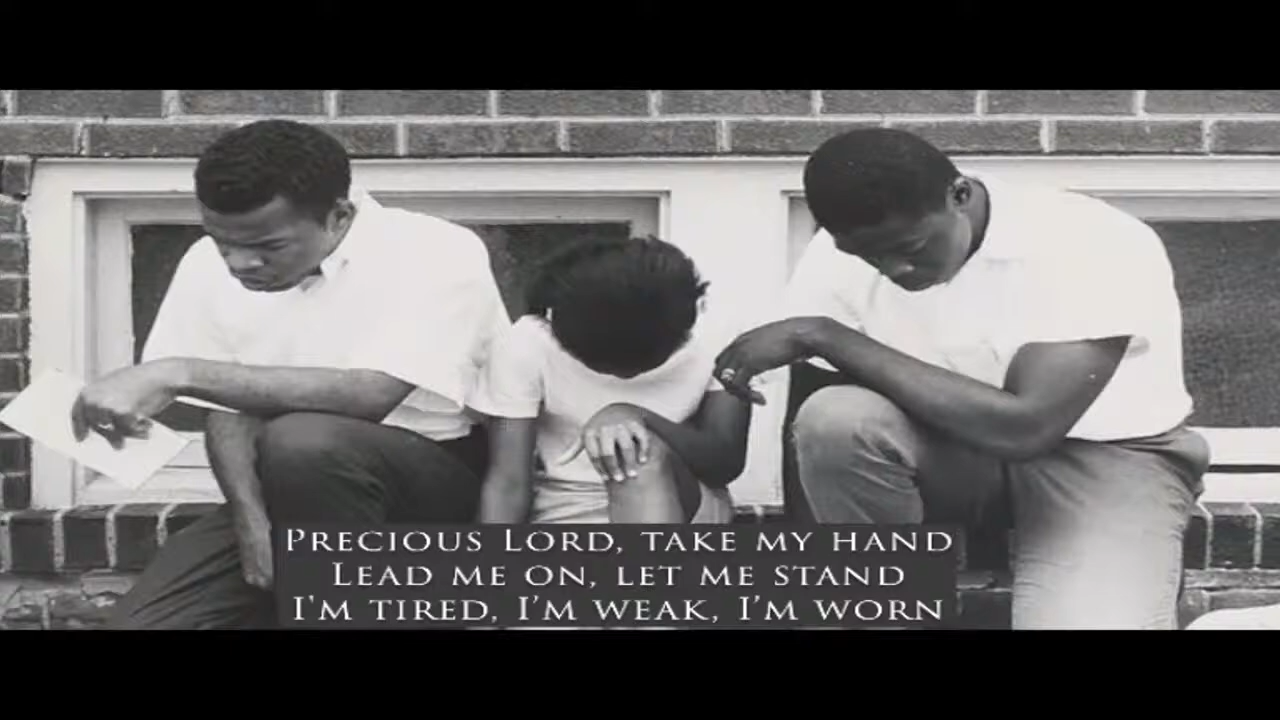 Precious Lord, take my hand
Lead me on, let me stand
I'm tired, I'm weak, I'm worn